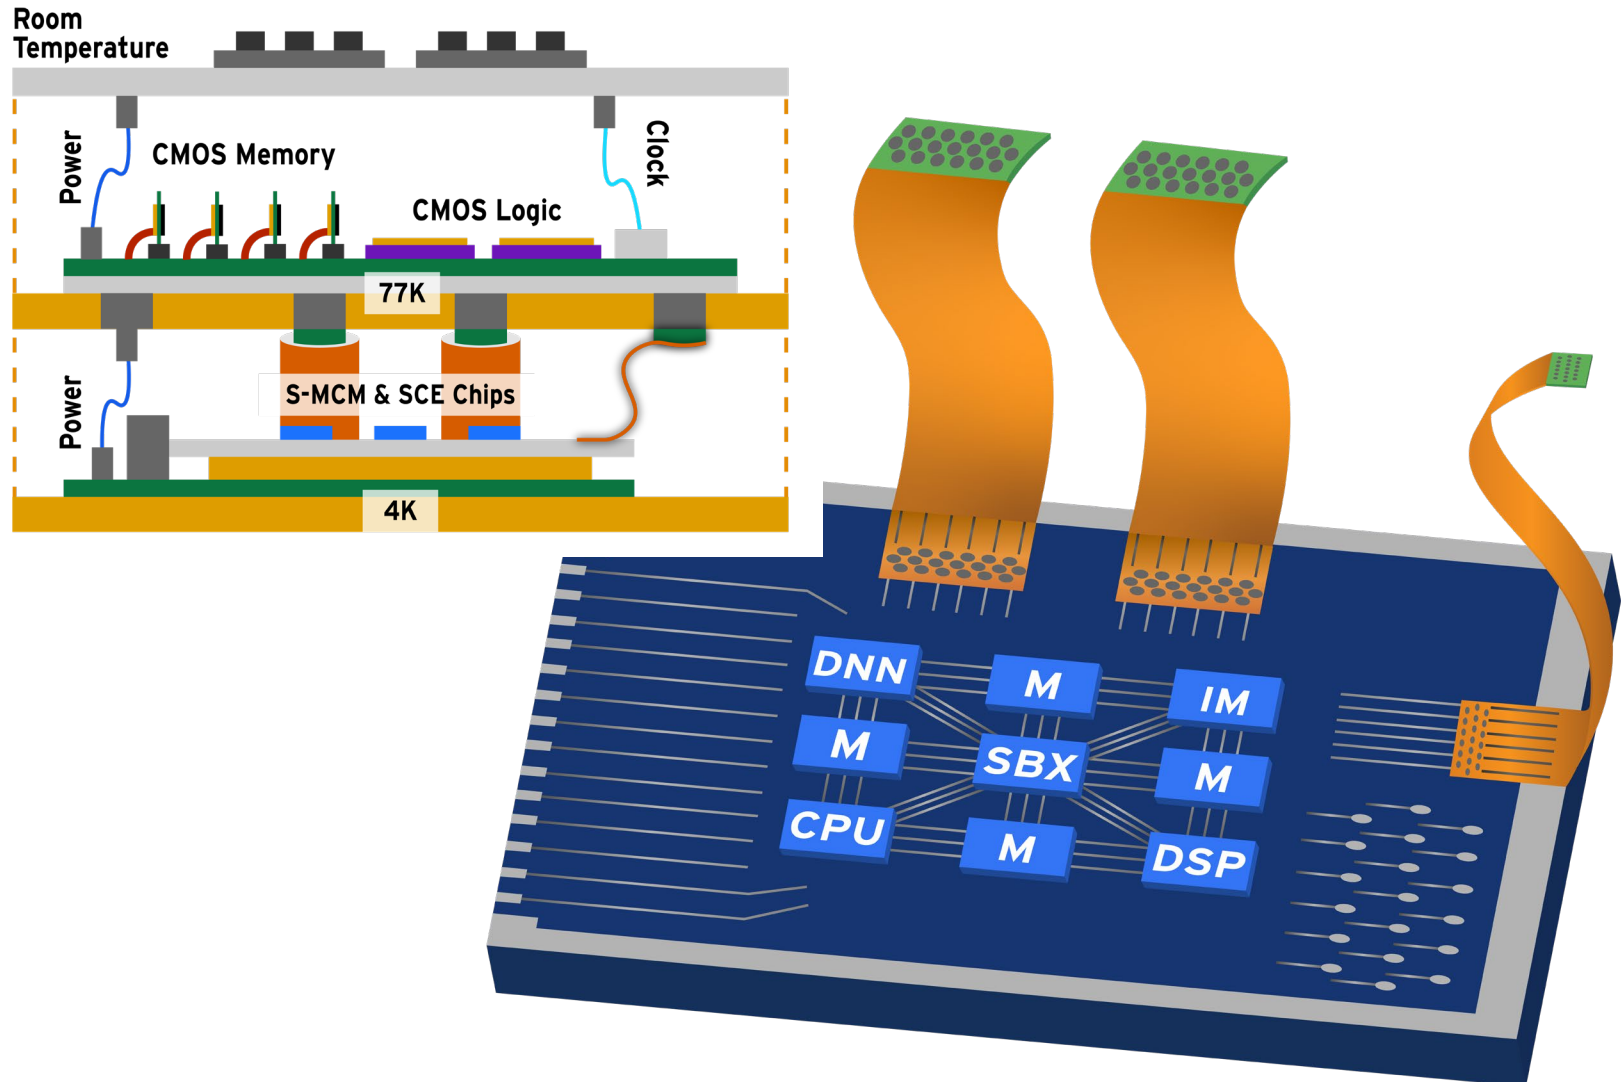 Room
Temperature
Power
CMOS Memory
Clock
CMOS Logic
77K
Power
S-MCM & SCE Chips
4K
DNN
M
IM
M
SBX
M
CPU
M
DSP